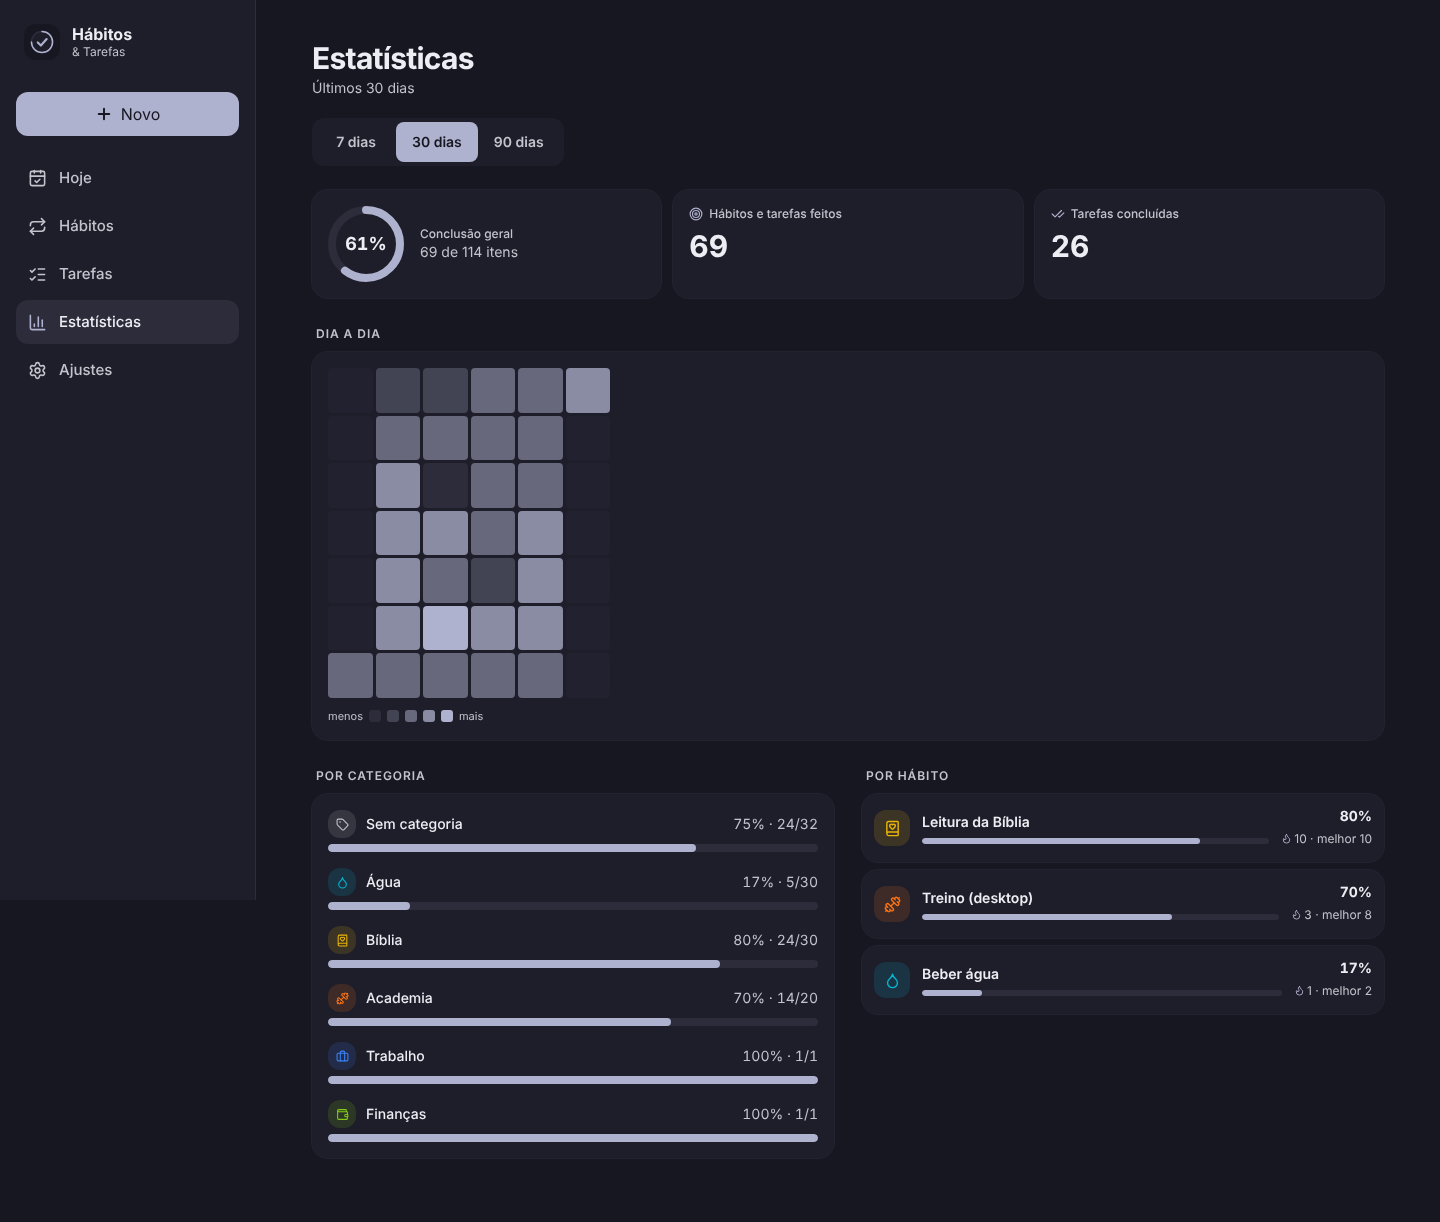 Hábitos
& Tarefas
Novo
Hoje
Hábitos
Tarefas
Estatísticas
Ajustes
Estatísticas
Últimos 30 dias
7 dias
30 dias
90 dias
61%
Conclusão geral
69 de 114 itens
Hábitos e tarefas feitos
69
Tarefas concluídas
26
DIA A DIA
menos
mais
POR CATEGORIA
Sem categoria
75% · 24/32
Água
17% · 5/30
Bíblia
80% · 24/30
Academia
70% · 14/20
Trabalho
100% · 1/1
Finanças
100% · 1/1
POR HÁBITO
Leitura da Bíblia
80%
10 · melhor 10
Treino (desktop)
70%
3 · melhor 8
Beber água
17%
1 · melhor 2